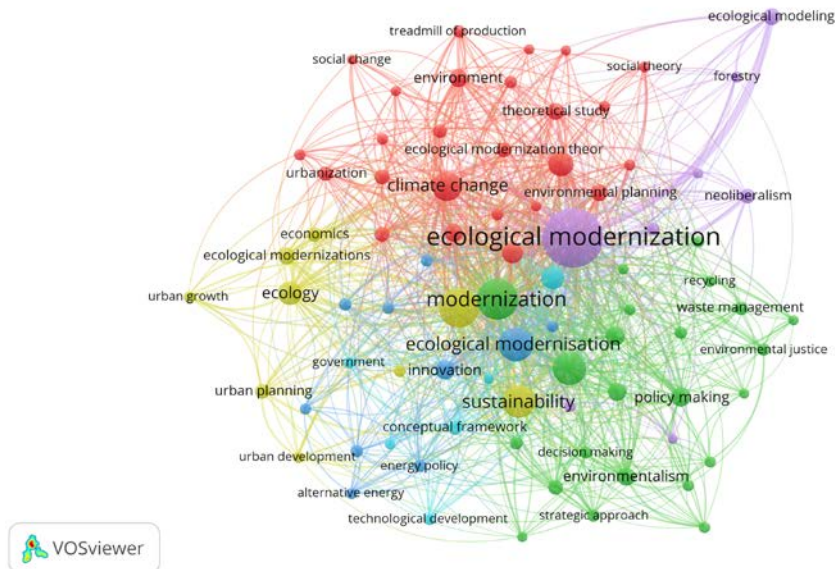 ecological modeling
treadmill of production
social change
social theory
environment
forestry
theoretical study
ecological modernization theor
urbanization
climate change
environmental planning
neoliberalism
economics
ecological modernization
ecological modernizations
recycling
urban growth
ecology
modernization
waste management
ecological modernisation
environmental justice
government
innovation
urban planning
sustainability
policy making
conceptual framework
decision making
urban development
energy policy
environmentalism
alternative energy
technological development
strategic approach
VOSviewer